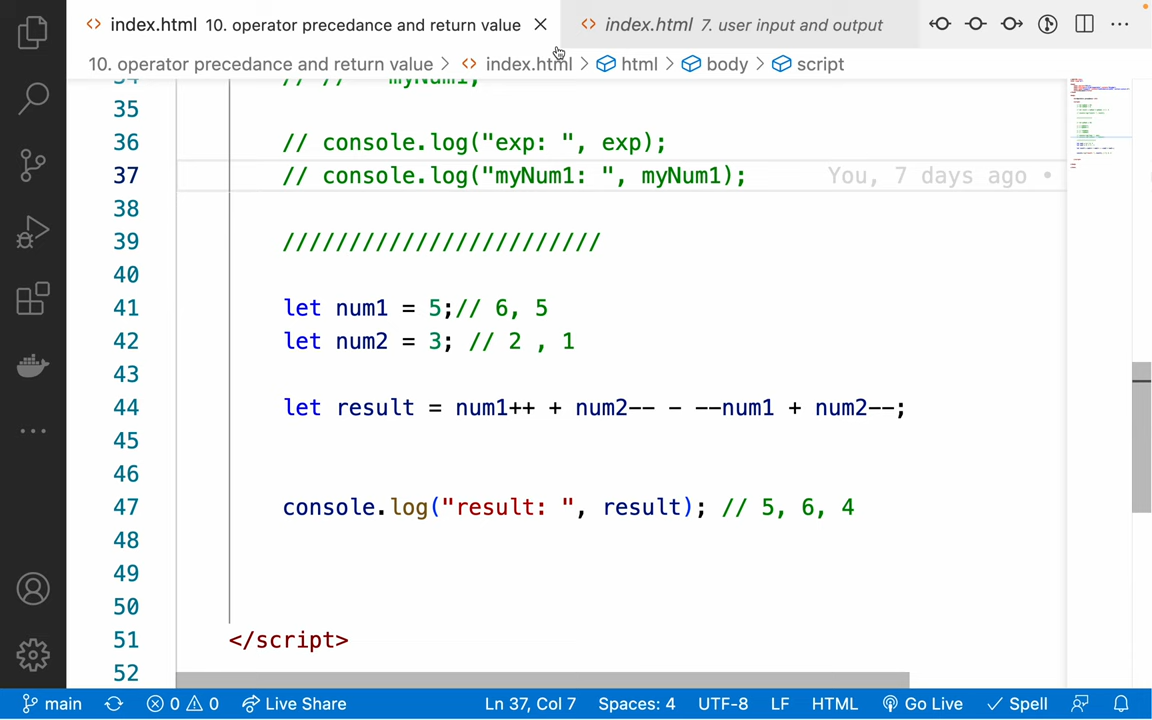 index.html 10. operator precedance and return value
index.html 7. user input and output
10. operator precedance and return value > index.html > html > body > script
34 // // myNum1;
35
36 // console.log("exp: ", exp);
37 // console.log("myNum1: ", myNum1); You, 7 days ago •
38
39 ////////////////////////
40
41 let num1 = 5;// 6, 5
42 let num2 = 3; // 2 , 1
43
44 let result = num1++ + num2-- - --num1 + num2--;
45
46
47 console.log("result: ", result); // 5, 6, 4
48
49
50
51 </script>
52
main 0 0 Live Share Ln 37, Col 7 Spaces: 4 UTF-8 LF HTML Go Live Spell